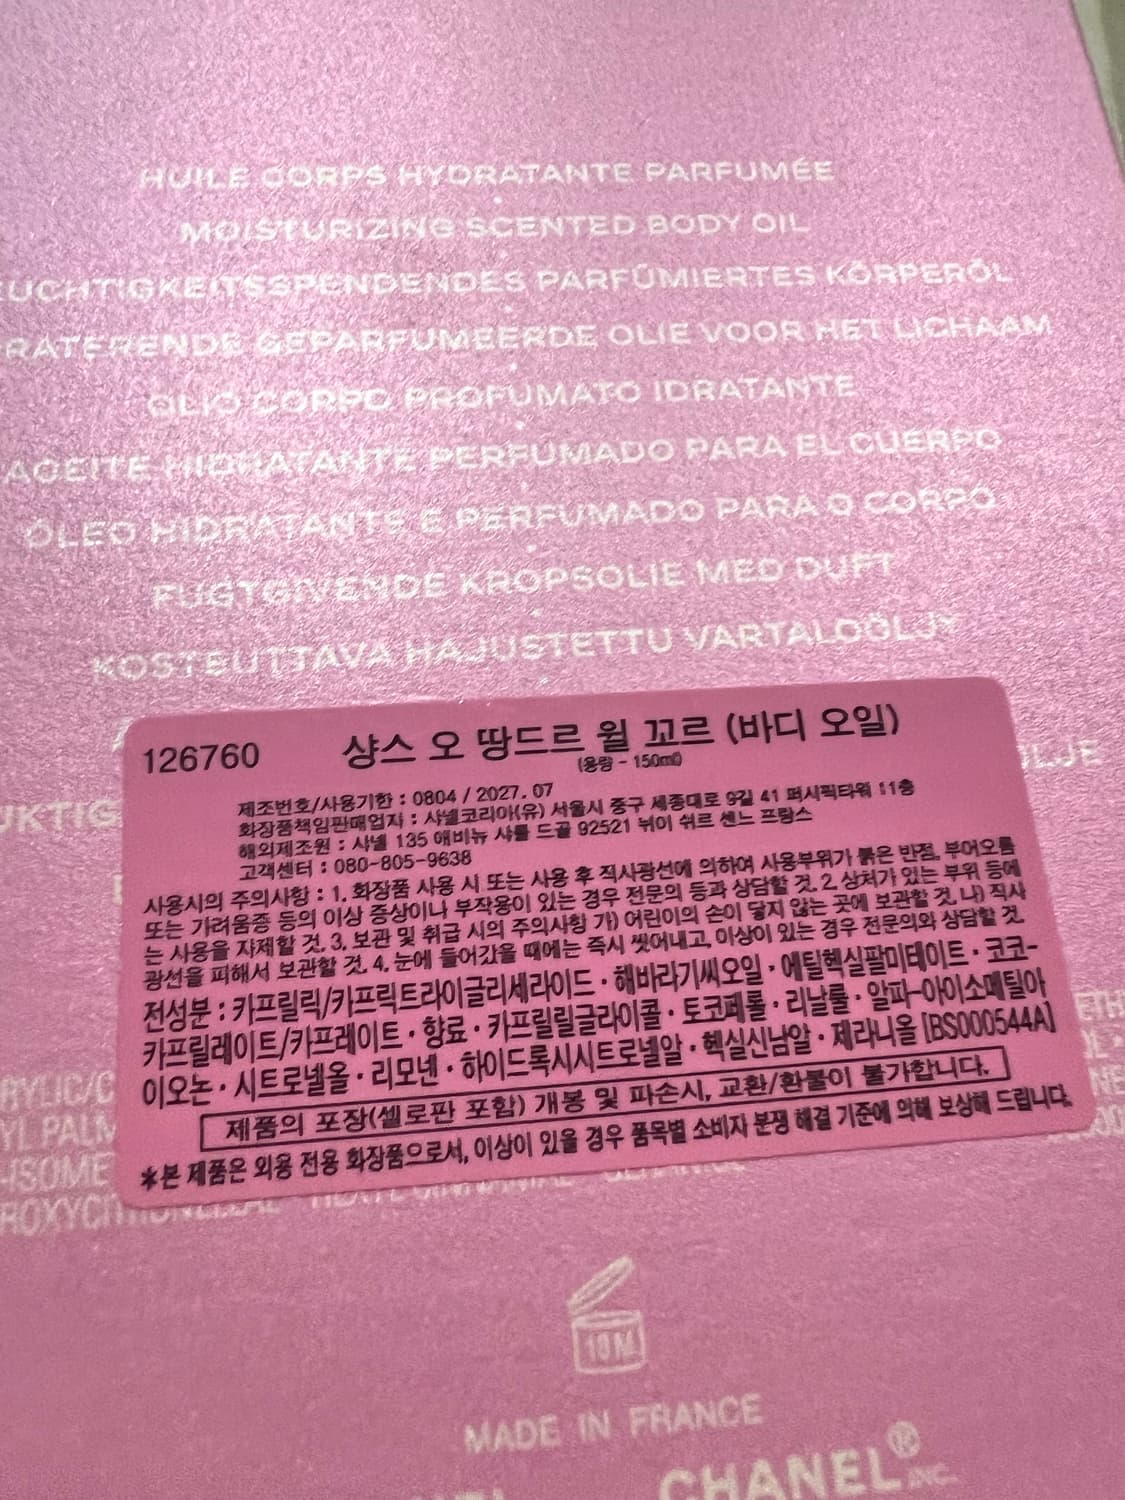 HUILE CORPS HYDRATANTE PARFUMÉE
MOISTURIZING SCENTED BODY OIL
EUCHTIGKEITSSPENDENDES PARFÜMIERTES KÖRPERÖL
RATERENDE GEPARFUMEERDE OLIE VOOR HET LICHAAM
OLIO CORPO PROFUMATO IDRATANTE
ACEITE HIDRATANTE PERFUMADO PARA EL CUERPO
ÓLEO HIDRATANTE E PERFUMADO PARA O CORPO
FUGTGIVENDE KROPSOLIE MED DUFT
KOSTEUTTAVA HAJUSTETTU VARTALOÖLJY
126760 샹스 오 땅드르 윌 꼬르 (바디 오일)
(용량 - 150ml)
LJE
UKTIG
제조번호/사용기한 : 0804 / 2027. 07
화장품책임판매업자 : 샤넬코리아(유) 서울시 중구 세종대로 9길 41 퍼시픽타워 11층
해외제조원 : 샤넬 135 애비뉴 샤를 드골 92521 뉘이 쉬르 센느 프랑스
고객센터 : 080-805-9638
사용시의 주의사항 : 1. 화장품 사용 시 또는 사용 후 직사광선에 의하여 사용부위가 붉은 반점, 부어오름
또는 가려움증 등의 이상 증상이나 부작용이 있는 경우 전문의 등과 상담할 것. 2. 상처가 있는 부위 등에
는 사용을 자제할 것. 3. 보관 및 취급 시의 주의사항 가) 어린이의 손이 닿지 않는 곳에 보관할 것, 나) 직사
광선을 피해서 보관할 것. 4. 눈에 들어갔을 때에는 즉시 씻어내고, 이상이 있는 경우 전문의와 상담할 것.
전성분 : 카프릴릭/카프릭트라이글리세라이드 · 해바라기씨오일 · 에틸헥실팔미테이트 · 코코-
카프릴레이트/카프레이트 · 향료 · 카프릴릴글라이콜 · 토코페롤 · 리날룰 · 알파-아이소메틸아
이오논 · 시트로넬올 · 리모넨 · 하이드록시시트로넬알 · 헥실신남알 · 제라니올 [BS000544A]
제품의 포장(셀로판 포함) 개봉 및 파손시, 교환/환불이 불가합니다.
*본 제품은 외용 전용 화장품으로서, 이상이 있을 경우 품목별 소비자 분쟁 해결 기준에 의해 보상해 드립니다.
ETH
RYLIC/C
YL PALM
-ISOME
ROXYCITRONELLAL
10 M
MADE IN FRANCE
CHANEL® INC.